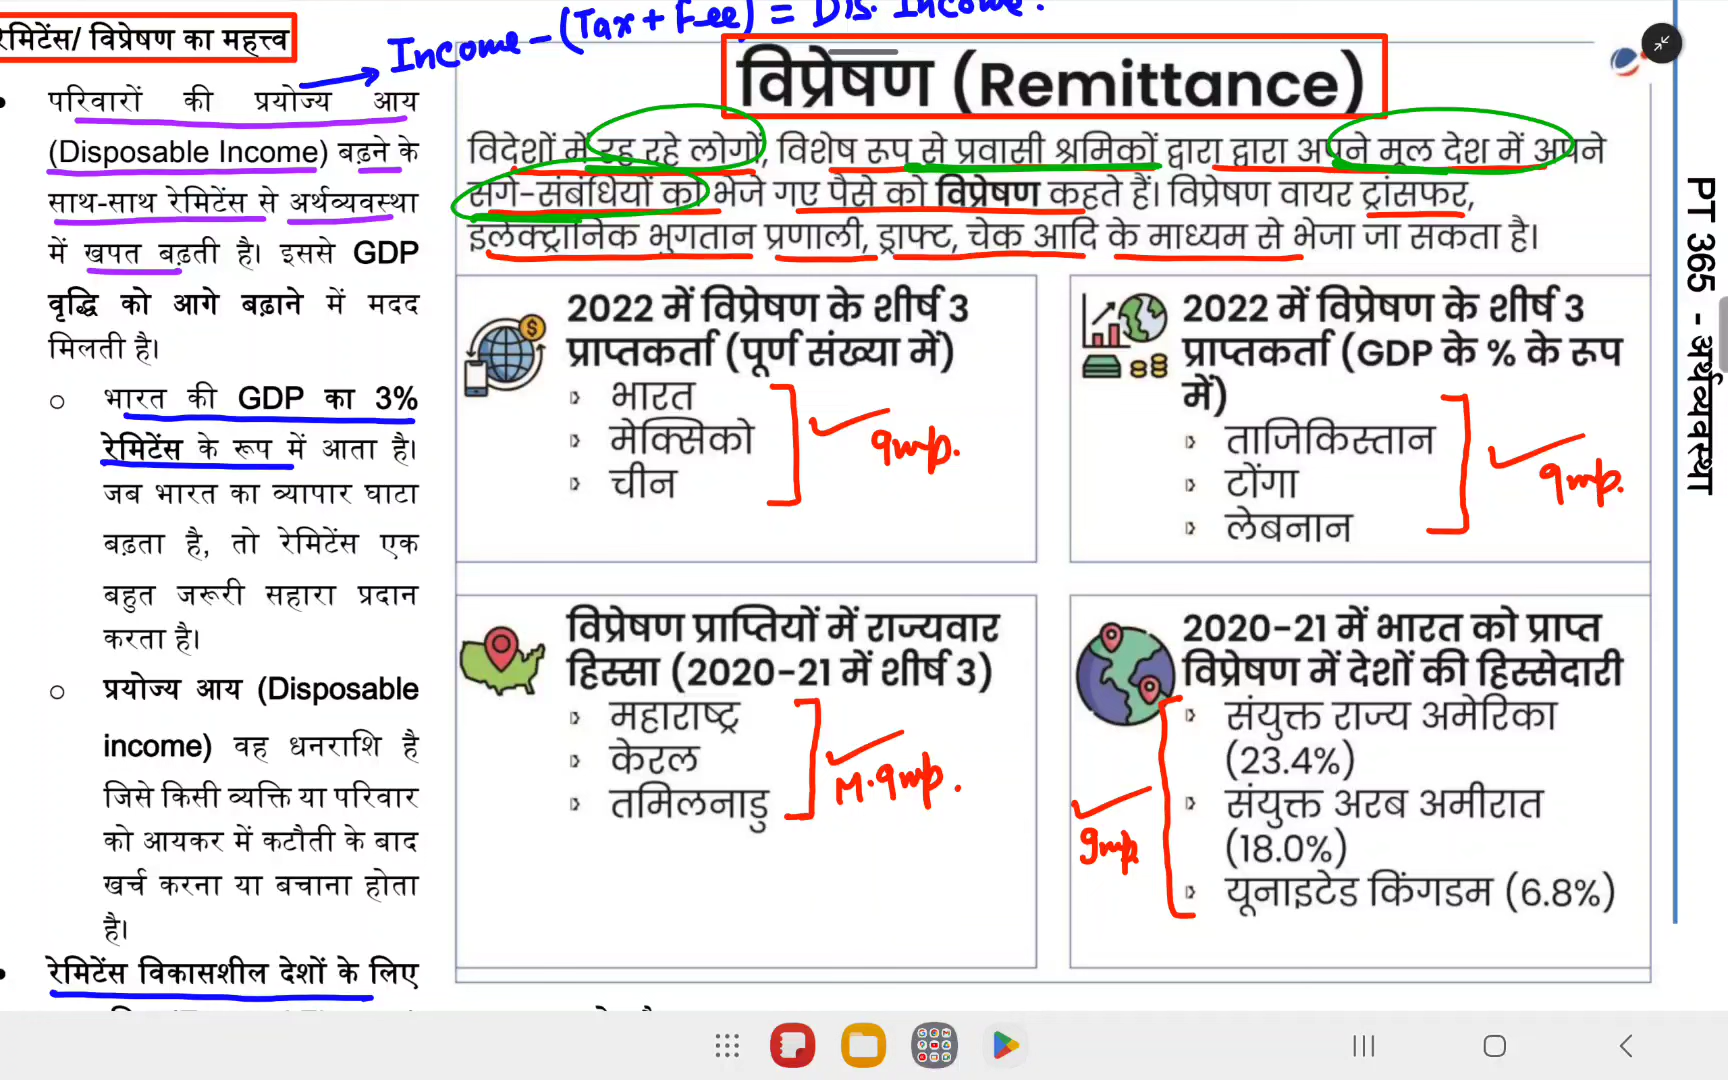 Income - (Tax + Fee) = Dis. Income.
रेमिटेंस/ विप्रेषण का महत्त्व
परिवारों की प्रयोज्य आय
(Disposable Income) बढ़ने के
साथ-साथ रेमिटेंस से अर्थव्यवस्था
में खपत बढ़ती है। इससे GDP
वृद्धि को आगे बढ़ाने में मदद
मिलती है।
भारत की GDP का 3%
रेमिटेंस के रूप में आता है।
जब भारत का व्यापार घाटा
बढ़ता है, तो रेमिटेंस एक
बहुत जरूरी सहारा प्रदान
करता है।
प्रयोज्य आय (Disposable
income) वह धनराशि है
जिसे किसी व्यक्ति या परिवार
को आयकर में कटौती के बाद
खर्च करना या बचाना होता
है।
रेमिटेंस विकासशील देशों के लिए
विप्रेषण (Remittance)
विदेशों में रह रहे लोगों, विशेष रूप से प्रवासी श्रमिकों द्वारा द्वारा अपने मूल देश में अपने
सगे-संबंधियों को भेजे गए पैसे को विप्रेषण कहते हैं। विप्रेषण वायर ट्रांसफर,
इलेक्ट्रॉनिक भुगतान प्रणाली, ड्राफ्ट, चेक आदि के माध्यम से भेजा जा सकता है।
2022 में विप्रेषण के शीर्ष 3
प्राप्तकर्ता (पूर्ण संख्या में)
भारत
मेक्सिको
चीन
Imp.
2022 में विप्रेषण के शीर्ष 3
प्राप्तकर्ता (GDP के % के रूप
में)
ताजिकिस्तान
टोंगा
लेबनान
Imp.
विप्रेषण प्राप्तियों में राज्यवार
हिस्सा (2020-21 में शीर्ष 3)
महाराष्ट्र
केरल
तमिलनाडु
M. Imp.
2020-21 में भारत को प्राप्त
विप्रेषण में देशों की हिस्सेदारी
संयुक्त राज्य अमेरिका
(23.4%)
संयुक्त अरब अमीरात
(18.0%)
यूनाइटेड किंगडम (6.8%)
Imp
PT 365 - अर्थव्यवस्था